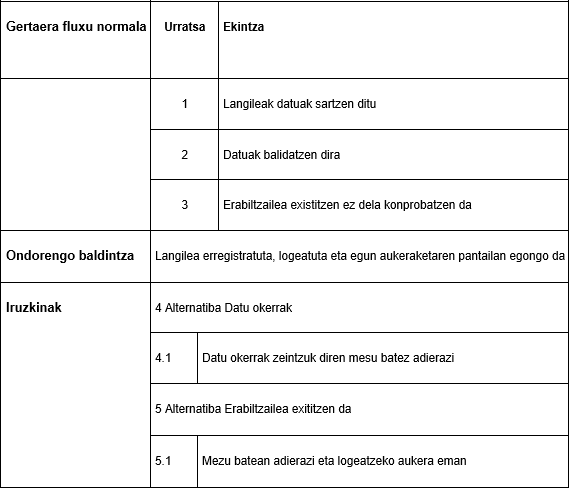 Gertaera fluxu normala Urratsa Ekintza
1 Langileak datuak sartzen ditu
2 Datuak balidatzen dira
3 Erabiltzailea existitzen ez dela konprobatzen da
Ondorengo baldintza Langilea erregistratuta, logeatuta eta egun aukeraketaren pantailan egongo da
Iruzkinak 4 Alternatiba Datu okerrak
4.1 Datu okerrak zeintzuk diren mesu batez adierazi
5 Alternatiba Erabiltzailea exititzen da
5.1 Mezu batean adierazi eta logeatzeko aukera eman